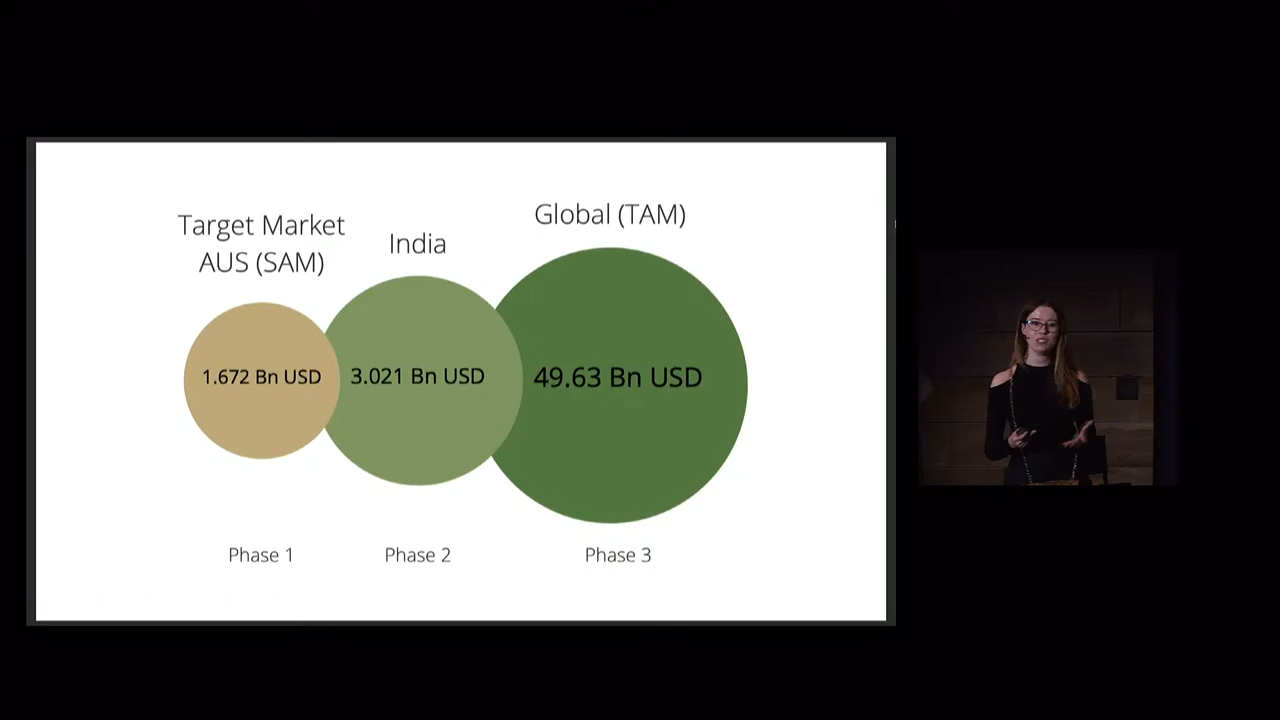 Target Market
AUS (SAM)
India
Global (TAM)
1.672 Bn USD
3.021 Bn USD
49.63 Bn USD
Phase 1
Phase 2
Phase 3